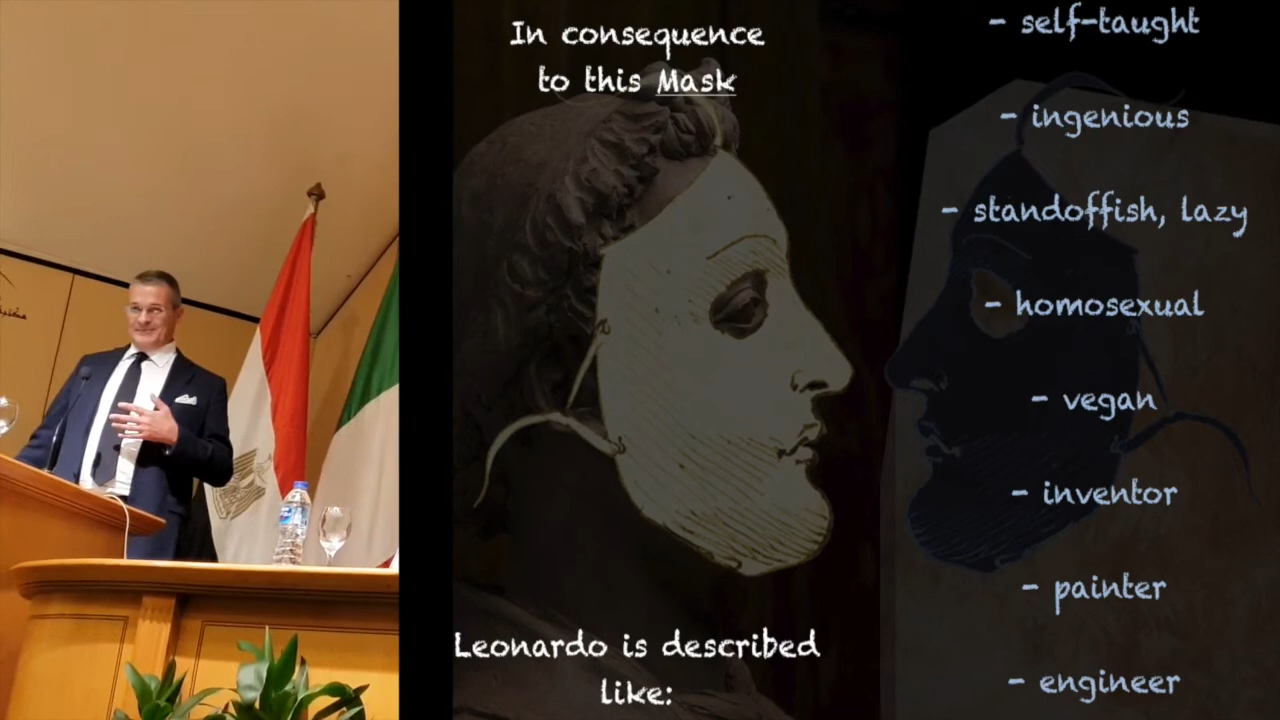 In consequence
to this Mask
Leonardo is described
like:
- self-taught
- ingenious
- standoffish, lazy
- homosexual
- vegan
- inventor
- painter
- engineer